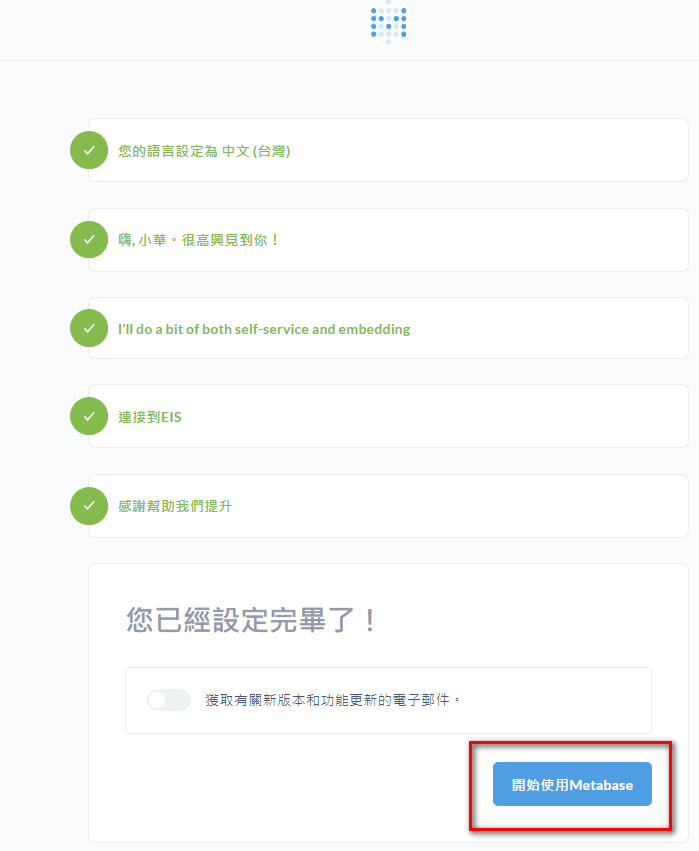 您的語言設定為 中文 (台灣)
嗨, 小華。很高興見到你！
I'll do a bit of both self-service and embedding
連接到EIS
感謝幫助我們提升
您已經設定完畢了！
獲取有關新版本和功能更新的電子郵件。
開始使用Metabase